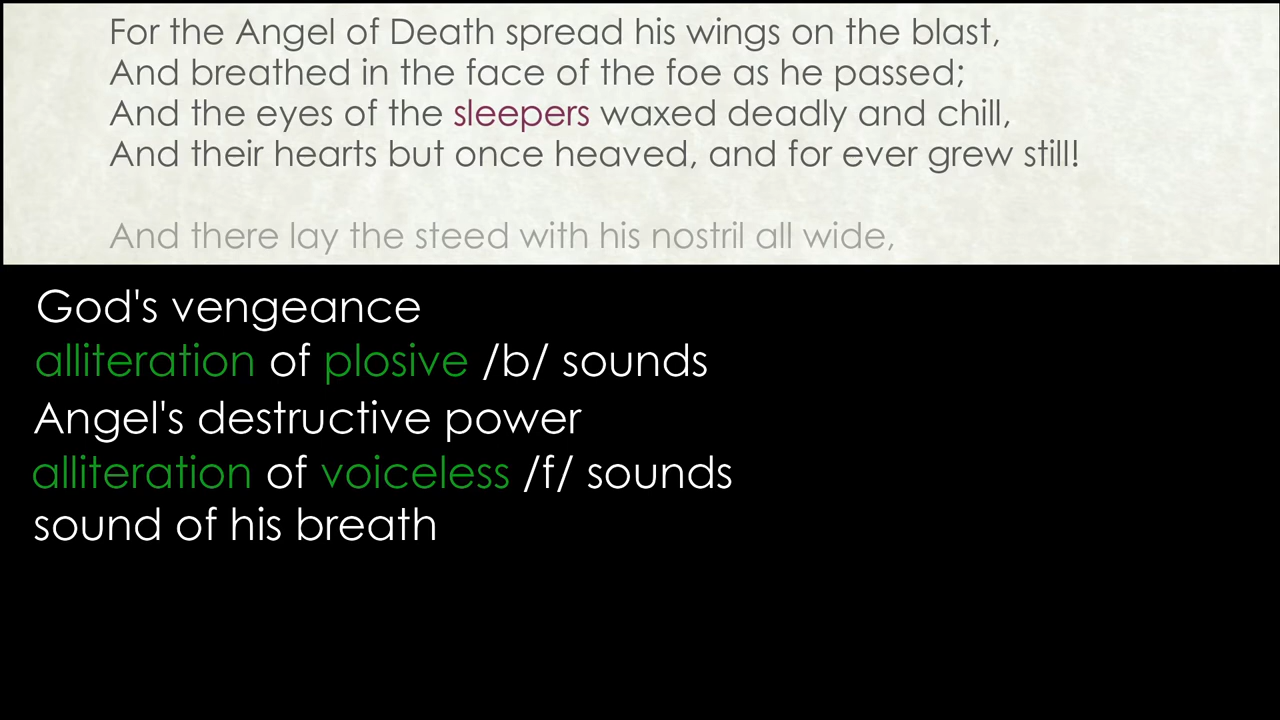 For the Angel of Death spread his wings on the blast,
And breathed in the face of the foe as he passed;
And the eyes of the sleepers waxed deadly and chill,
And their hearts but once heaved, and for ever grew still!
And there lay the steed with his nostril all wide,
God's vengeance
alliteration of plosive /b/ sounds
Angel's destructive power
alliteration of voiceless /f/ sounds
sound of his breath